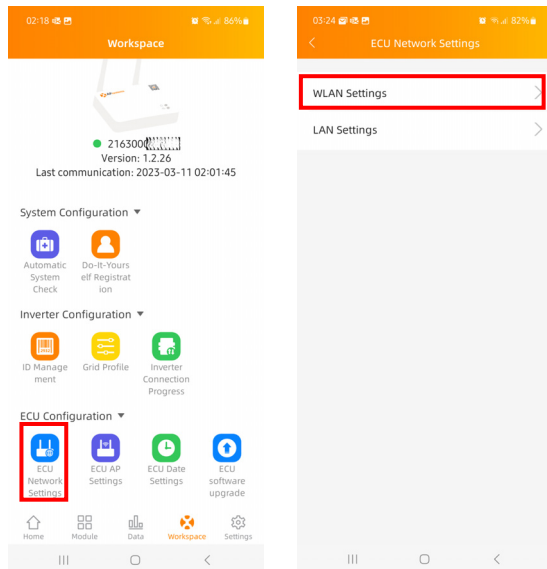 02:18
86%
Workspace
216300
Version: 1.2.26
Last communication: 2023-03-11 02:01:45
System Configuration
Automatic
System
Check
Do-It-Yours
elf Registrat
ion
Inverter Configuration
ID Manage
ment
Grid Profile
Inverter
Connection
Progress
ECU Configuration
ECU
Network
Settings
ECU AP
Settings
ECU Date
Settings
ECU
software
upgrade
Home
Module
Data
Workspace
Settings
03:24
82%
ECU Network Settings
WLAN Settings
LAN Settings